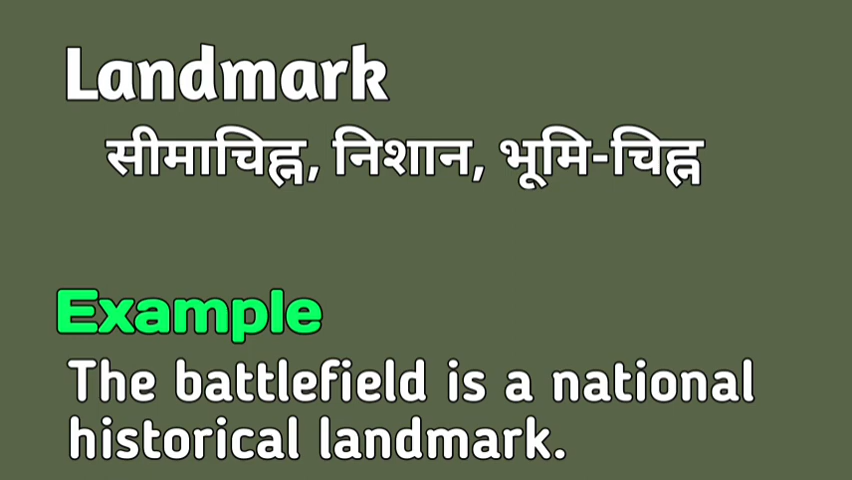 Landmark
सीमाचिह्न, निशान, भूमि-चिह्न
Example
The battlefield is a national
historical landmark.